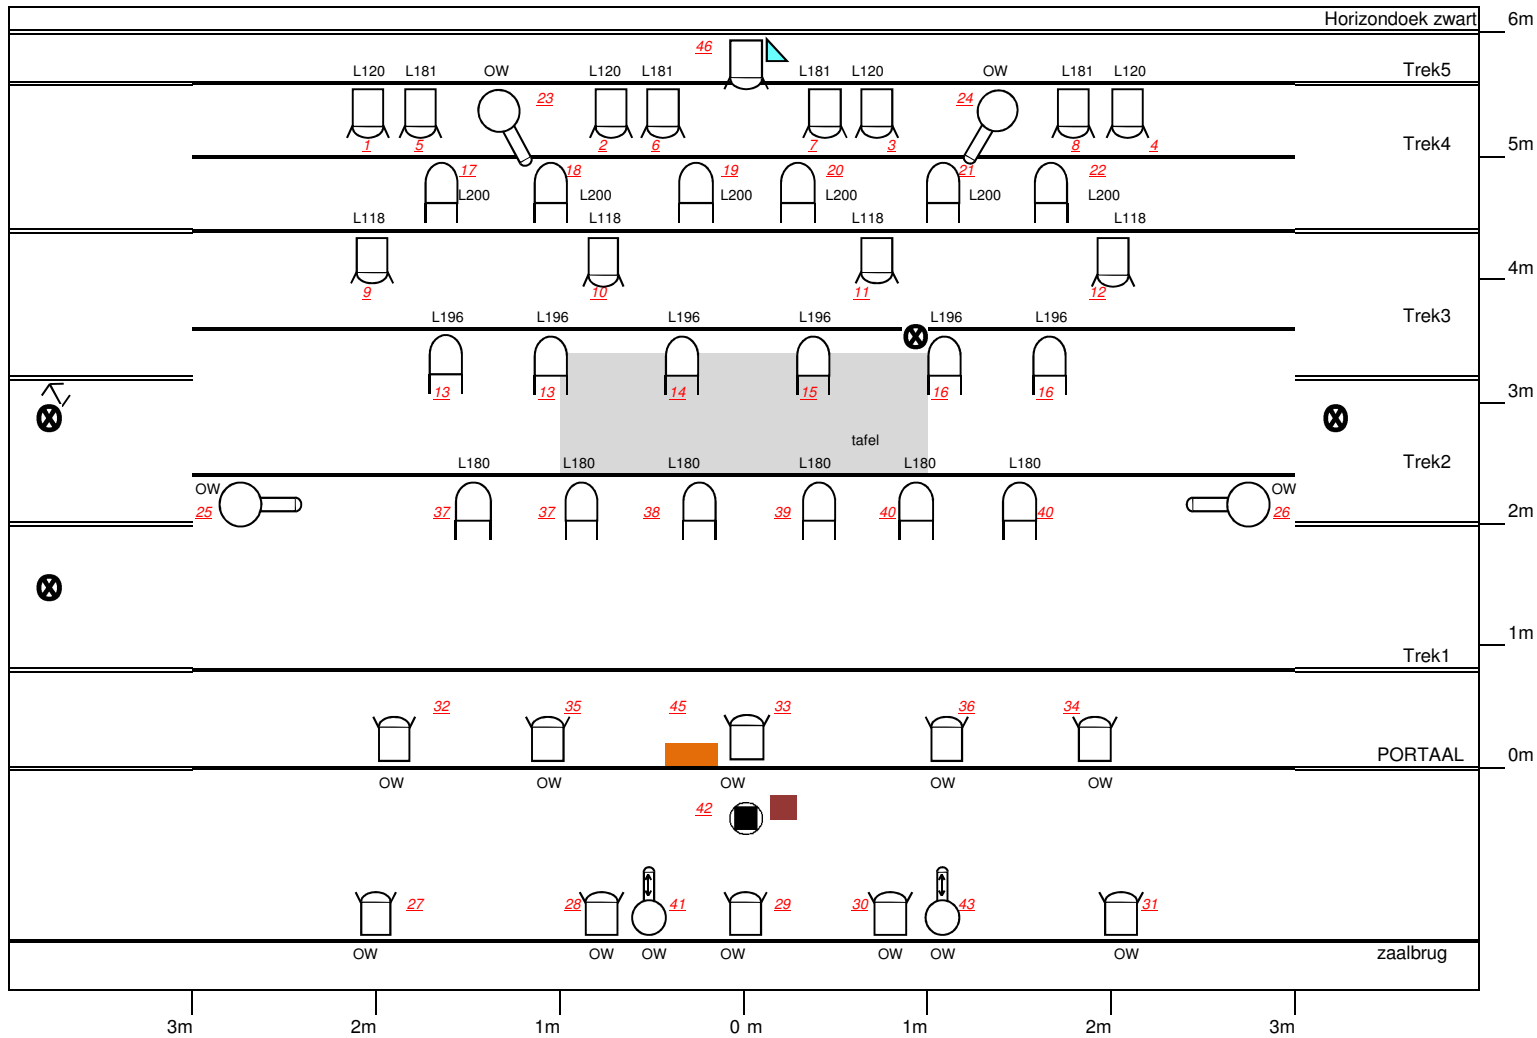 Horizondoek zwart 6m
46
L120 L181 OW L120 L181 L181 L120 OW L181 L120 Trek5
23 24
1 5 2 6 7 3 8 4 Trek4 5m
17 18 19 20 21 22
L200 L200 L200 L200 L200 L200
L118 L118 L118 L118
4m
9 10 11 12
L196 L196 L196 L196 L196 L196 Trek3
X
13 13 14 15 16 16 3m
X X
tafel
L180 L180 L180 L180 L180 L180 Trek2
OW OW
25 37 37 38 39 40 40 26 2m
X
1m
Trek1
32 35 45 33 36 34
PORTAAL 0m
OW OW OW OW OW
42
27 28 41 29 30 43 31
OW OW OW OW OW OW OW zaalbrug
3m 2m 1m 0 m 1m 2m 3m